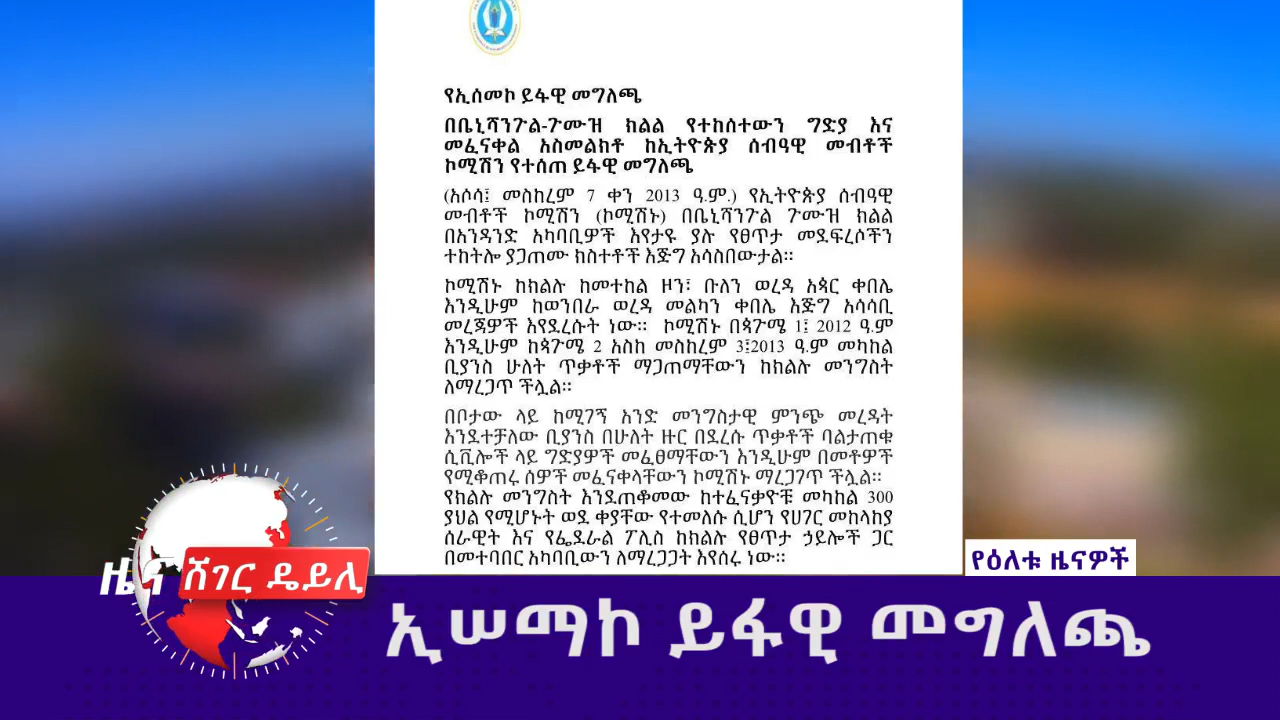 የኢሰመኮ ይፋዊ መግለጫ
በቤኒሻንጉል-ጉሙዝ ክልል የተከሰተውን ግድያ እና
መፈናቀል አስመልክቶ ከኢትዮጵያ ሰብዓዊ መብቶች
ኮሚሽን የተሰጠ ይፋዊ መግለጫ
(አሶሳ፤ መስከረም 7 ቀን 2013 ዓ.ም.) የኢትዮጵያ ሰብዓዊ
መብቶች ኮሚሽን (ኮሚሽኑ) በቤኒሻንጉል ጉሙዝ ክልል
በአንዳንድ አካባቢዎች እየታዩ ያሉ የፀጥታ መደፍረሶችን
ተከትሎ ያጋጠሙ ክስተቶች እጅግ አሳስበውታል።
ኮሚሽኑ ከክልሉ ከመተከል ዞን፣ ቡለን ወረዳ አጳር ቀበሌ
እንዲሁም ከወንበራ ወረዳ መልካን ቀበሌ እጅግ አሳሳቢ
መረጃዎች እየደረሱት ነው። ኮሚሽኑ በጳጉሜ 1፤ 2012 ዓ.ም
እንዲሁም ከጳጉሜ 2 እስከ መስከረም 3፤2013 ዓ.ም መካከል
ቢያንስ ሁለት ጥቃቶች ማጋጠማቸውን ከክልሉ መንግስት
ለማረጋጥ ችሏል።
በቦታው ላይ ከሚገኝ አንድ መንግስታዊ ምንጭ መረዳት
እንደተቻለው ቢያንስ በሁለት ዙር በደረሱ ጥቃቶች ባልታጠቁ
ሲቪሎች ላይ ግድያዎች መፈፀማቸውን እንዲሁም በመቶዎች
የሚቆጠሩ ሰዎች መፈናቀላቸውን ኮሚሽኑ ማረጋገጥ ችሏል።
የክልሉ መንግስት እንደጠቆመው ከተፈናቃዮቹ መካከል 300
ያህል የሚሆኑት ወደ ቀያቸው የተመለሱ ሲሆን የሀገር መከላከያ
ሰራዊት እና የፌደራል ፖሊስ ከክልሉ የፀጥታ ኃይሎች ጋር
በመተባበር አካባቢውን ለማረጋጋት እየሰሩ ነው።
ዜና ሸገር ዴይሊ
የዕለቱ ዜናዎች
ኢሠማኮ ይፋዊ መግለጫ